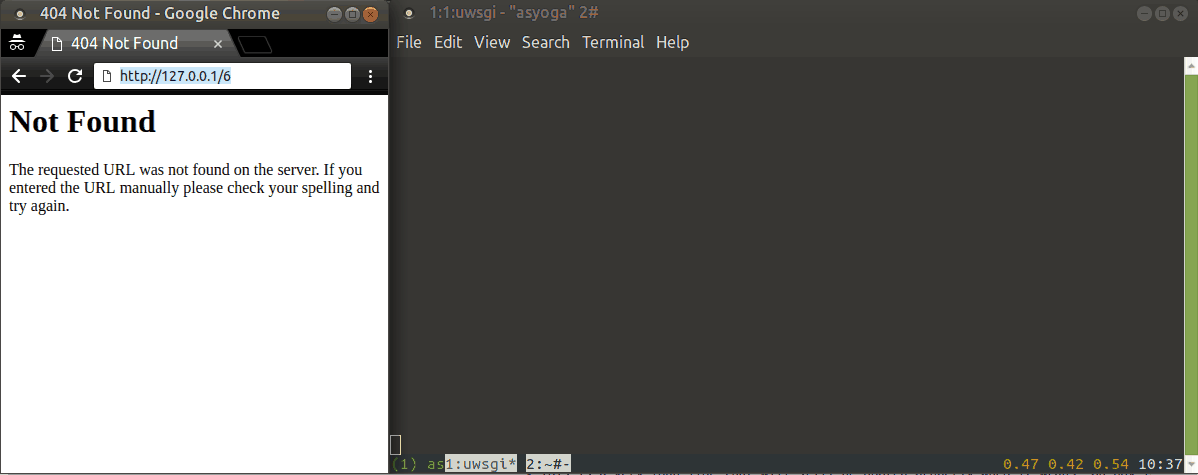 404 Not Found - Google Chrome
404 Not Found
http://127.0.0.1/6
Not Found
The requested URL was not found on the server. If you
entered the URL manually please check your spelling and
try again.
1:1:uwsgi - "asyoga" 2#
File Edit View Search Terminal Help
(1) as1:uwsgi* 2:~#- 0.47 0.42 0.54 10:37